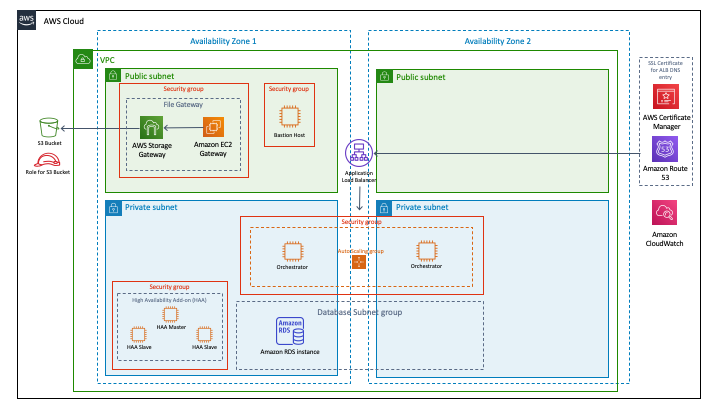 aws
AWS Cloud
Availability Zone 1
Availability Zone 2
VPC
Public subnet
Security group
File Gateway
AWS Storage
Gateway
Amazon EC2
Gateway
Security group
Bastion Host
Public subnet
SSL Certificate
for ALB DNS
entry
AWS Certificate
Manager
Amazon Route
53
Amazon
CloudWatch
S3 Bucket
Role for S3 Bucket
Application
Load Balancer
Private subnet
Private subnet
Security group
Orchestrator
Auto scaling group
Orchestrator
Security group
High Availability Add-on (HAA)
HAA Master
HAA Slave
HAA Slave
Database Subnet group
Amazon
RDS
Amazon RDS instance